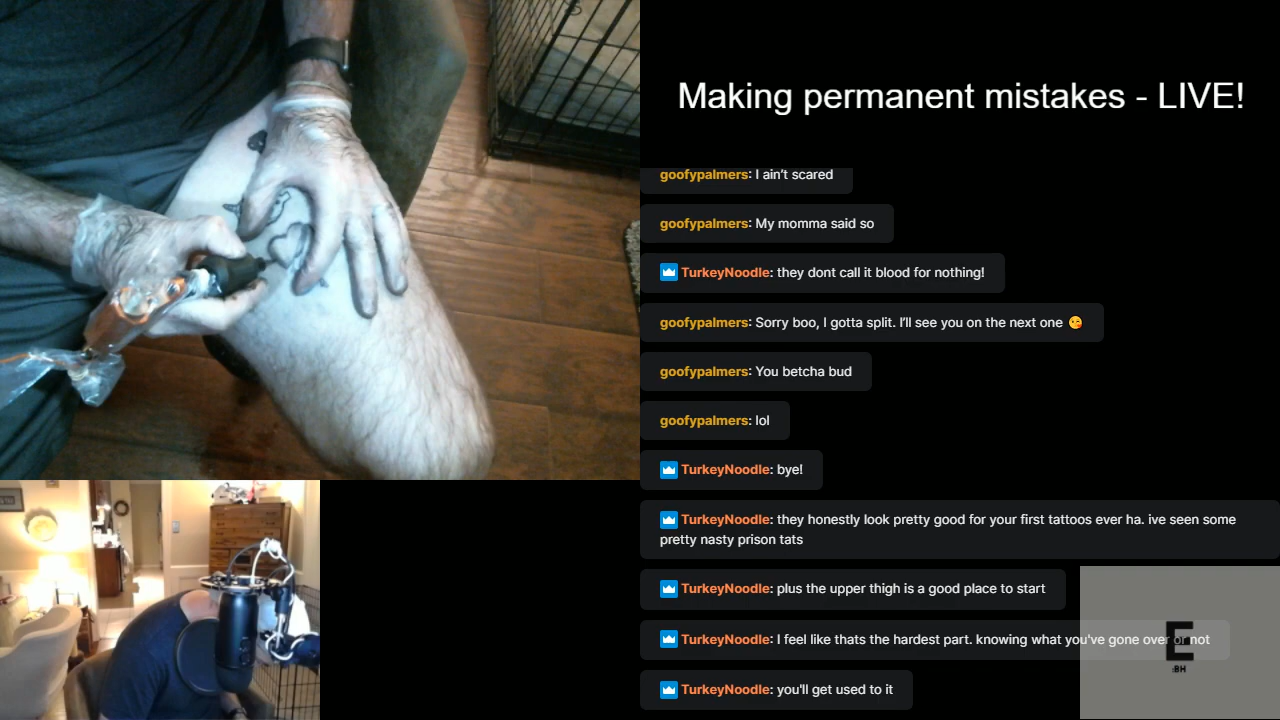 Making permanent mistakes - LIVE!
goofypalmers: I ain't scared
goofypalmers: My momma said so
TurkeyNoodle: they dont call it blood for nothing!
goofypalmers: Sorry boo, I gotta split. I'll see you on the next one 😘
goofypalmers: You betcha bud
goofypalmers: lol
TurkeyNoodle: bye!
TurkeyNoodle: they honestly look pretty good for your first tattoos ever ha. ive seen some
pretty nasty prison tats
TurkeyNoodle: plus the upper thigh is a good place to start
TurkeyNoodle: I feel like thats the hardest part. knowing what you've gone over or not
TurkeyNoodle: you'll get used to it
E
:BH